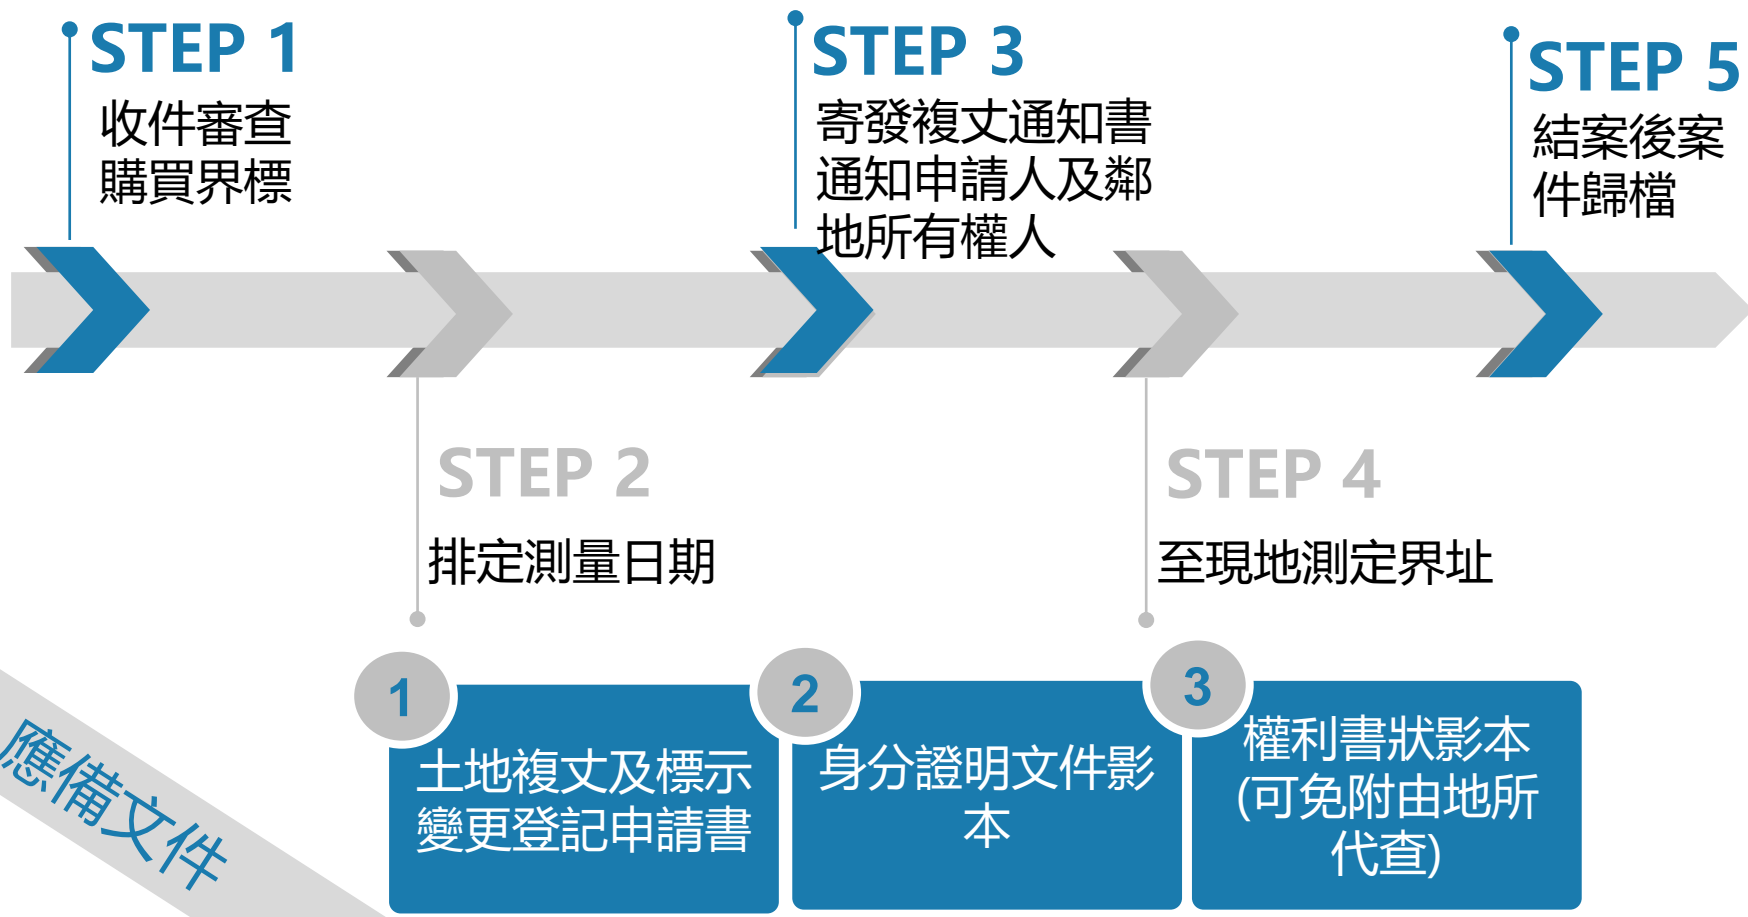 STEP 1
收件審查
購買界標
STEP 3
寄發複丈通知書
通知申請人及鄰
地所有權人
STEP 5
結案後案
件歸檔
STEP 2
排定測量日期
STEP 4
至現地測定界址
應備文件
1
土地複丈及標示
變更登記申請書
2
身分證明文件影
本
3
權利書狀影本
(可免附由地所
代查)